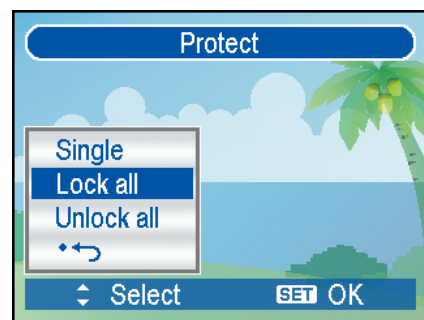 Protect
Single
Lock all
Unlock all
Select
SET OK